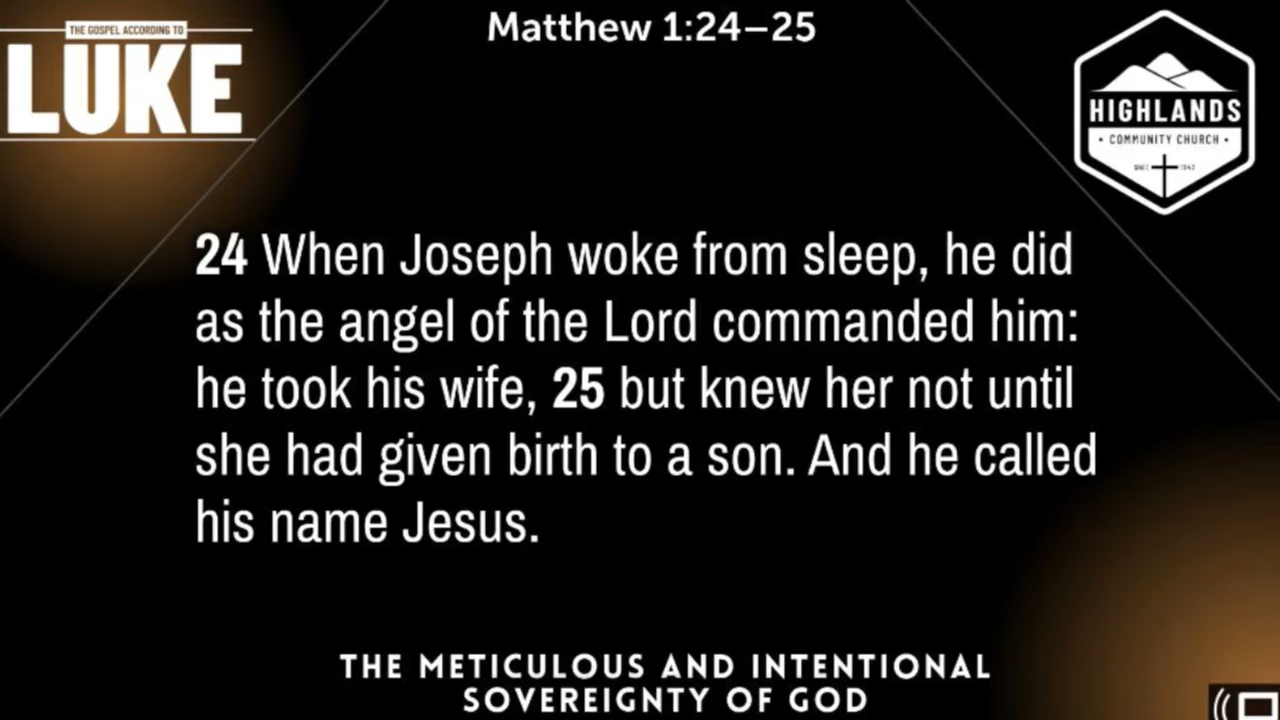 THE GOSPEL ACCORDING TO
LUKE
Matthew 1:24–25
HIGHLANDS
• COMMUNITY CHURCH •
24 When Joseph woke from sleep, he did
as the angel of the Lord commanded him:
he took his wife, 25 but knew her not until
she had given birth to a son. And he called
his name Jesus.
THE METICULOUS AND INTENTIONAL
SOVEREIGNTY OF GOD